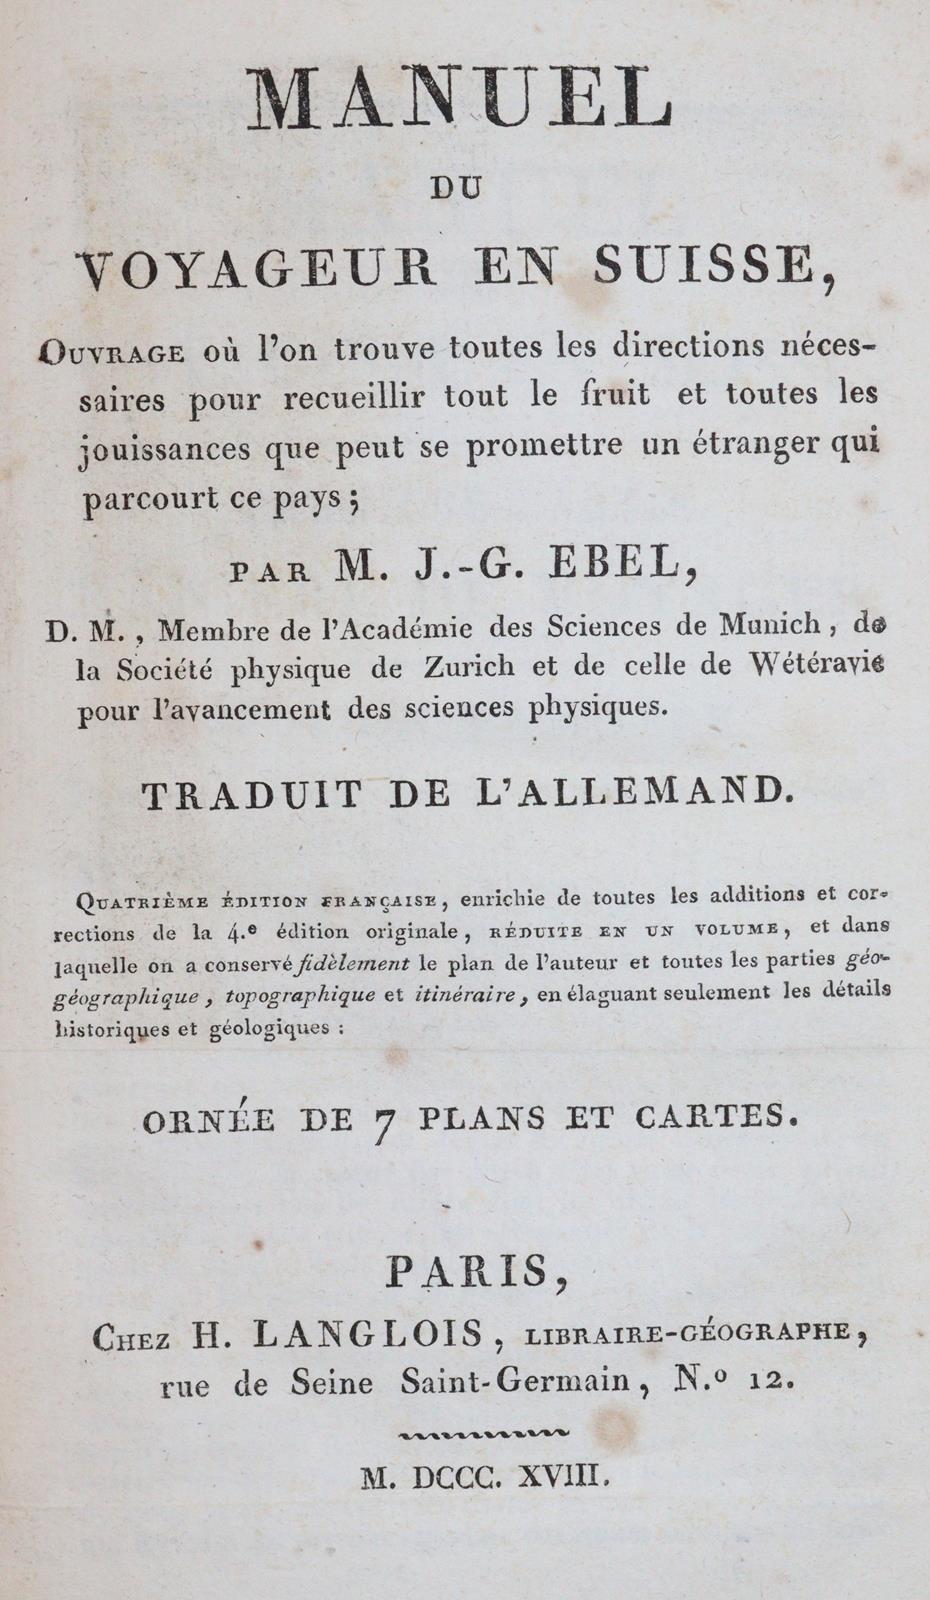 MANUEL
DU
VOYAGEUR EN SUISSE,
OUVRAGE où l'on trouve toutes les directions néces-
saires pour recueillir tout le fruit et toutes les
jouissances que peut se promettre un étranger qui
parcourt ce pays ;
PAR M. J.-G. EBEL,
D. M. , Membre de l'Académie des Sciences de Munich, de
la Société physique de Zurich et de celle de Wétéravie
pour l'avancement des sciences physiques.
TRADUIT DE L'ALLEMAND.
QUATRIÈME ÉDITION FRANÇAISE, enrichie de toutes les additions et cor-
rections de la 4.e édition originale, RÉDUITE EN UN VOLUME, et dans
laquelle on a conservé fidèlement le plan de l'auteur et toutes les parties géo-
géographique, topographique et itinéraire, en élaguant seulement les détails
historiques et géologiques :
ORNÉE DE 7 PLANS ET CARTES.
PARIS,
CHEZ H. LANGLOIS, LIBRAIRE-GÉOGRAPHE,
rue de Seine Saint-Germain, N.o 12.
M. DCCC. XVIII.